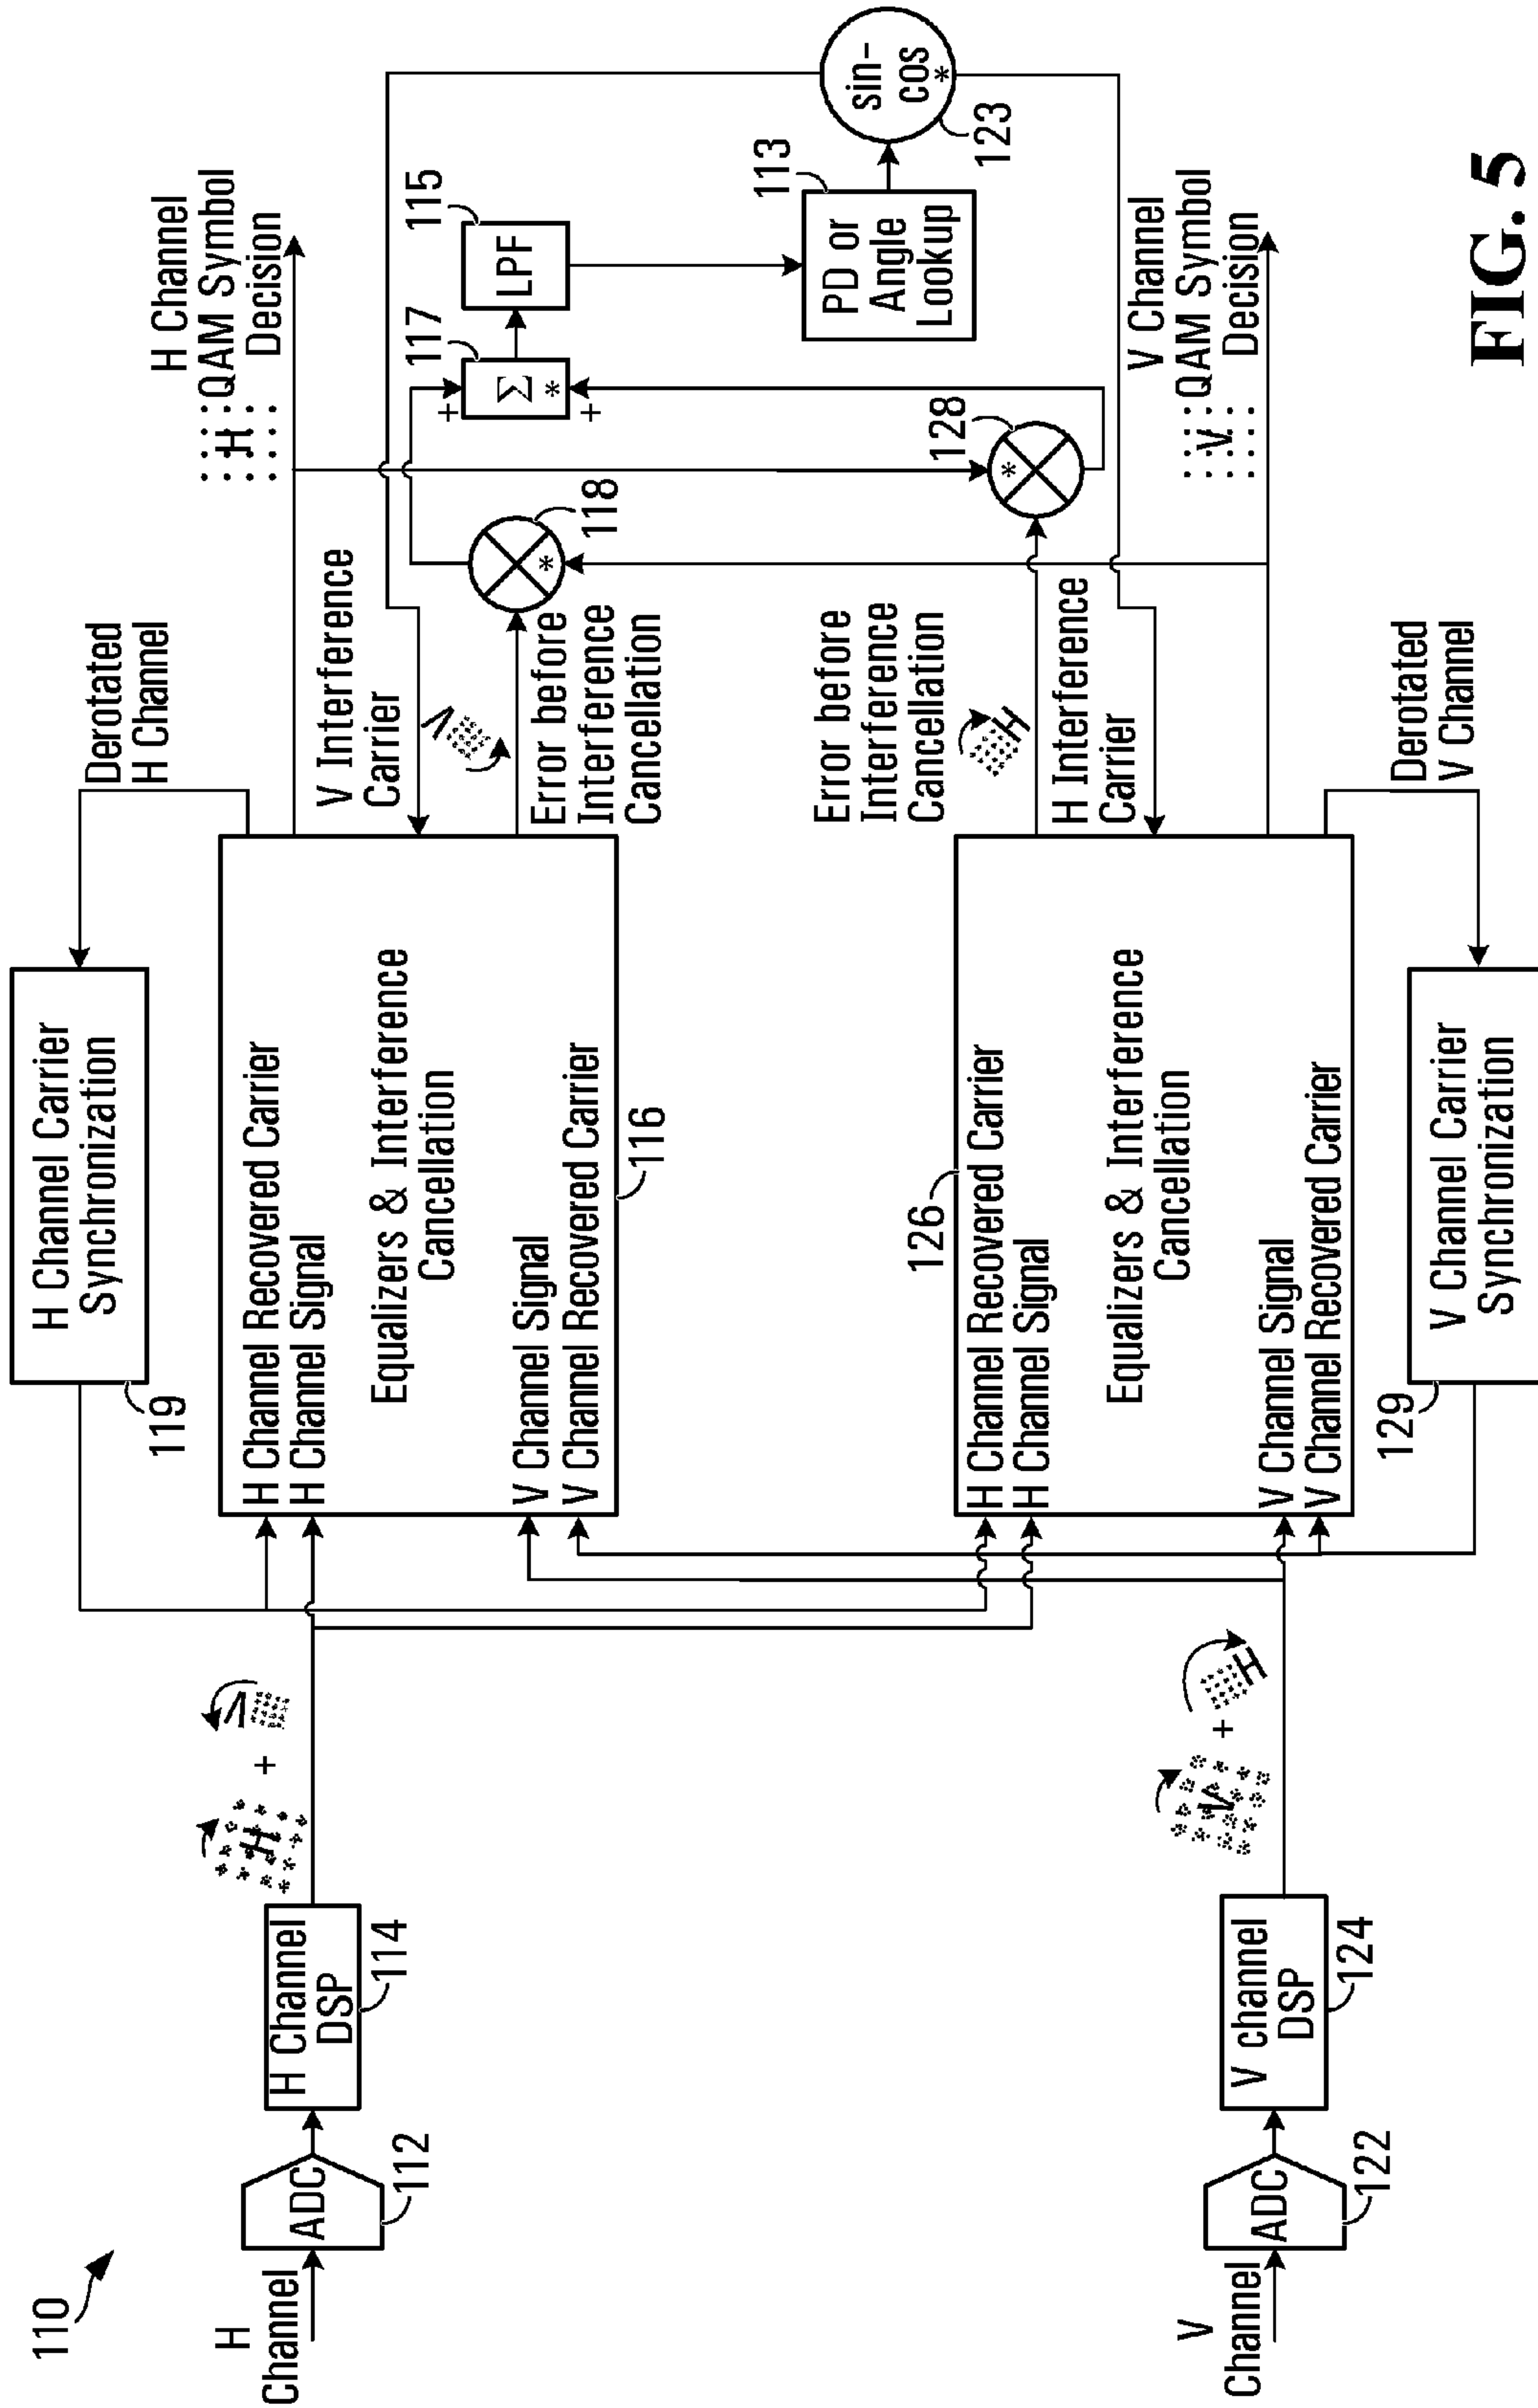 110
H
Channel
ADC
112
H Channel
DSP
114
H
+
V
H Channel Carrier
Synchronization
119
H Channel Recovered Carrier
H Channel Signal
Equalizers & Interference
Cancellation
V Channel Signal
V Channel Recovered Carrier
116
Derotated
H Channel
V Interference
Carrier
V
Error before
Interference
Cancellation
118
*
H Channel
QAM Symbol
Decision
H
117
Σ
*
+
+
115
LPF
113
PD or
Angle
Lookup
sin-
cos
*
123
V
Channel
ADC
122
V channel
DSP
124
V
+
H
126
H Channel Recovered Carrier
H Channel Signal
Equalizers & Interference
Cancellation
V Channel Signal
V Channel Recovered Carrier
V Channel Carrier
Synchronization
129
Error before
Interference
Cancellation
H
H Interference
Carrier
Derotated
V Channel
128
*
V Channel
QAM Symbol
Decision
V
FIG. 5